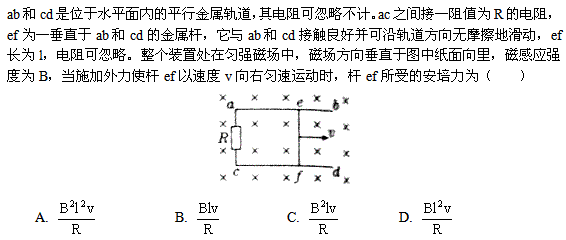 ab 和 cd 是位于水平面内的平行金属轨道，其电阻可忽略不计。ac 之间接一阻值为 R 的电阻，
ef 为一垂直于 ab 和 cd 的金属杆，它与 ab 和 cd 接触良好并可沿轨道方向无摩擦地滑动，ef
长为 l，电阻可忽略。整个装置处在匀强磁场中，磁场方向垂直于图中纸面向里，磁感应强
度为 B，当施加外力使杆 ef 以速度 v 向右匀速运动时，杆 ef 所受的安培力为（ ）
a e b
R v
c f d
A. B²l²v/R B. Blv/R C. B²lv/R D. Bl²v/R